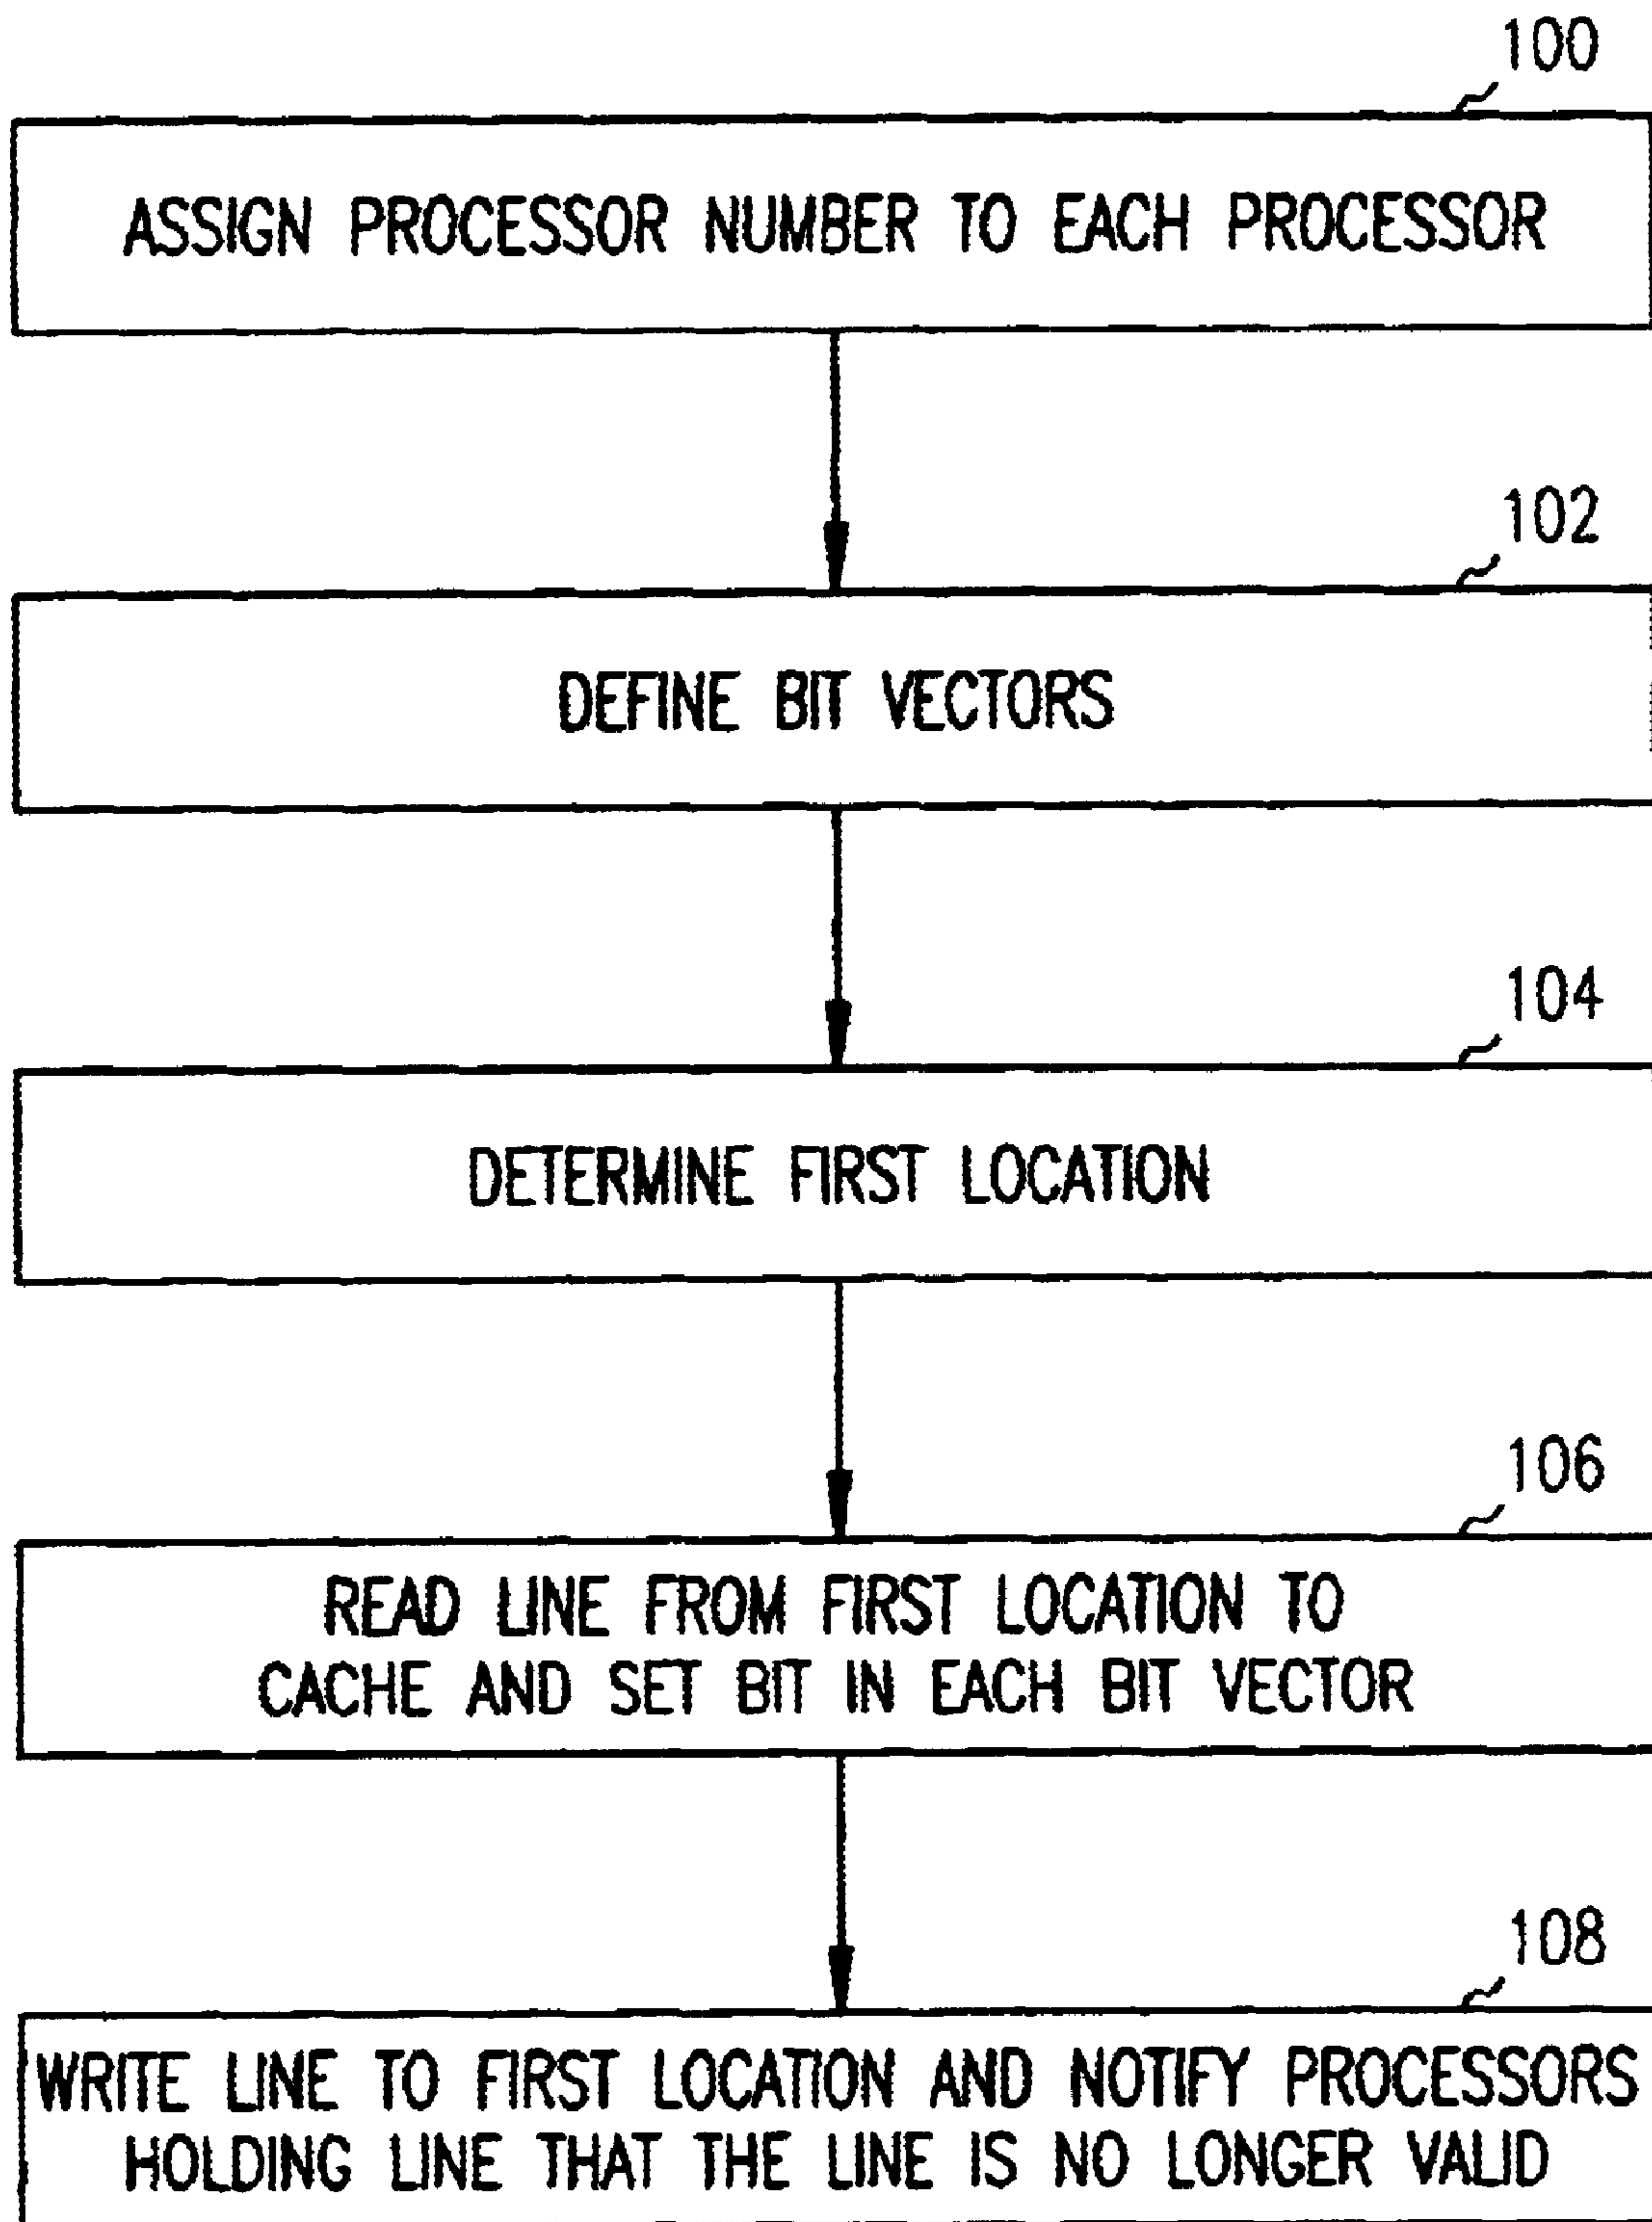 100
ASSIGN PROCESSOR NUMBER TO EACH PROCESSOR
102
DEFINE BIT VECTORS
104
DETERMINE FIRST LOCATION
106
READ LINE FROM FIRST LOCATION TO
CACHE AND SET BIT IN EACH BIT VECTOR
108
WRITE LINE TO FIRST LOCATION AND NOTIFY PROCESSORS
HOLDING LINE THAT THE LINE IS NO LONGER VALID